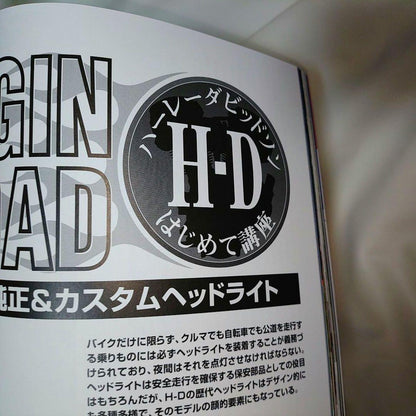 GIN
AD
ハーレーダビッドソン
H-D
はじめて講座
純正&カスタムヘッドライト
バイクだけに限らず、クルマでも自転車でも公道を走行す
る乗りものには必ずヘッドライトを装着することが義務づ
けられており、夜間はそれを点灯させなければならない。
ヘッドライトは安全走行を確保する保安部品としての役目
はもちろんだが、H-Dの歴代ヘッドライトはデザイン的に
も多種多様で、そのモデルの顔的要素にもなっている。